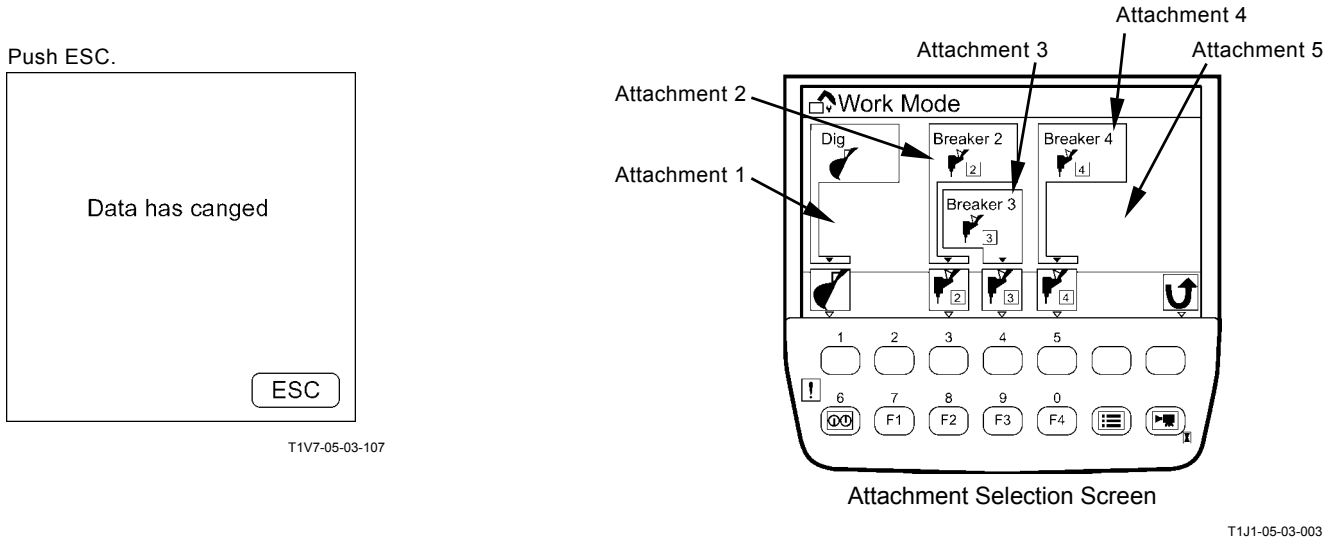 Push ESC.
Data has canged
ESC
T1V7-05-03-107
Attachment 4
Attachment 3
Attachment 5
Attachment 2
Attachment 1
Work Mode
Dig
Breaker 2
2
Breaker 4
4
Breaker 3
3
2 3 4
1 2 3 4 5
!
6 7 8 9 0
F1 F2 F3 F4
Attachment Selection Screen
T1J1-05-03-003